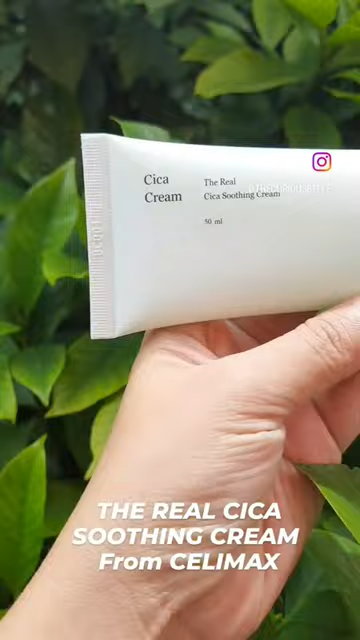 Cica
Cream
The Real
Cica Soothing Cream
50 ml
THE REAL CICA
SOOTHING CREAM
From CELIMAX